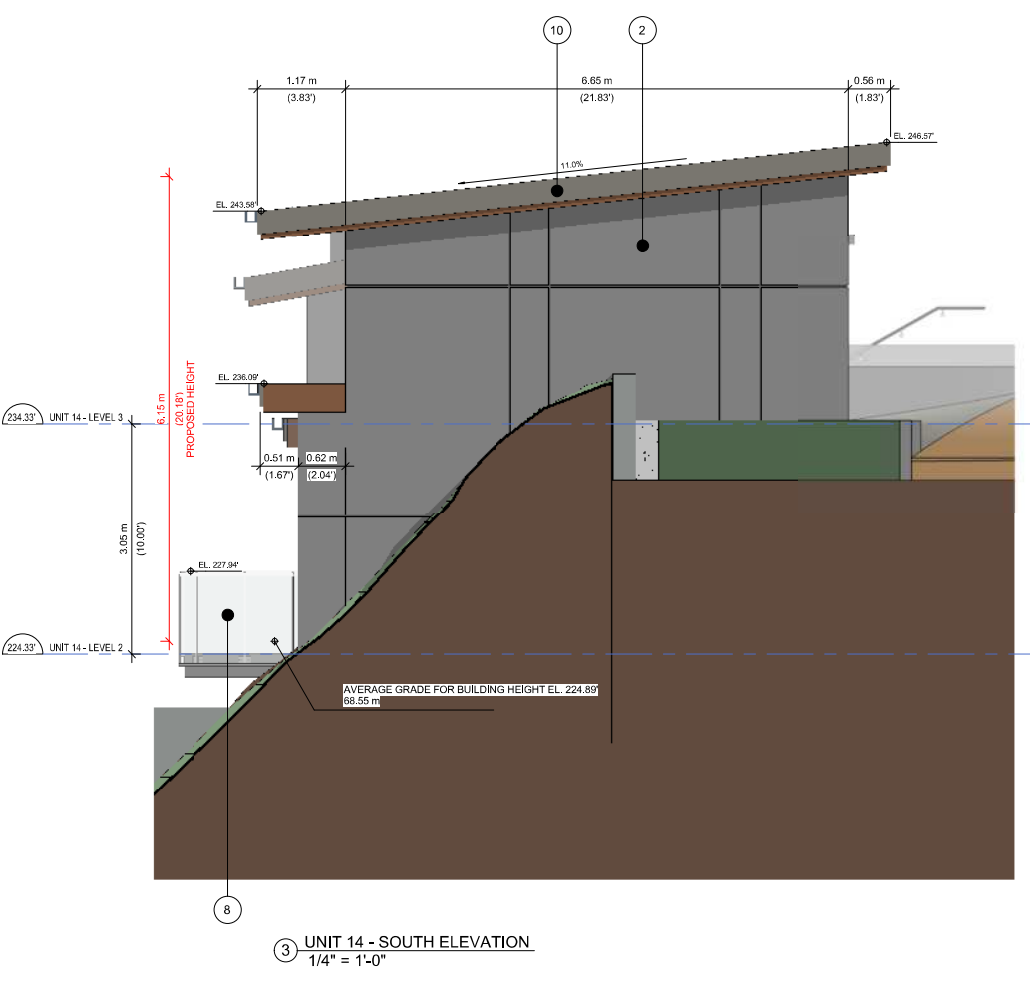 10
2
1.17 m
(3.83')
6.65 m
(21.83')
0.56 m
(1.83')
EL. 246.57'
11.0%
EL. 243.58'
6.15 m
(20.18')
PROPOSED HEIGHT
EL. 236.09'
234.33' UNIT 14 - LEVEL 3
0.51 m
(1.67')
0.62 m
(2.04')
3.05 m
(10.00')
EL. 227.94'
224.33' UNIT 14 - LEVEL 2
AVERAGE GRADE FOR BUILDING HEIGHT EL. 224.89'
68.55 m
8
3 UNIT 14 - SOUTH ELEVATION
1/4" = 1'-0"